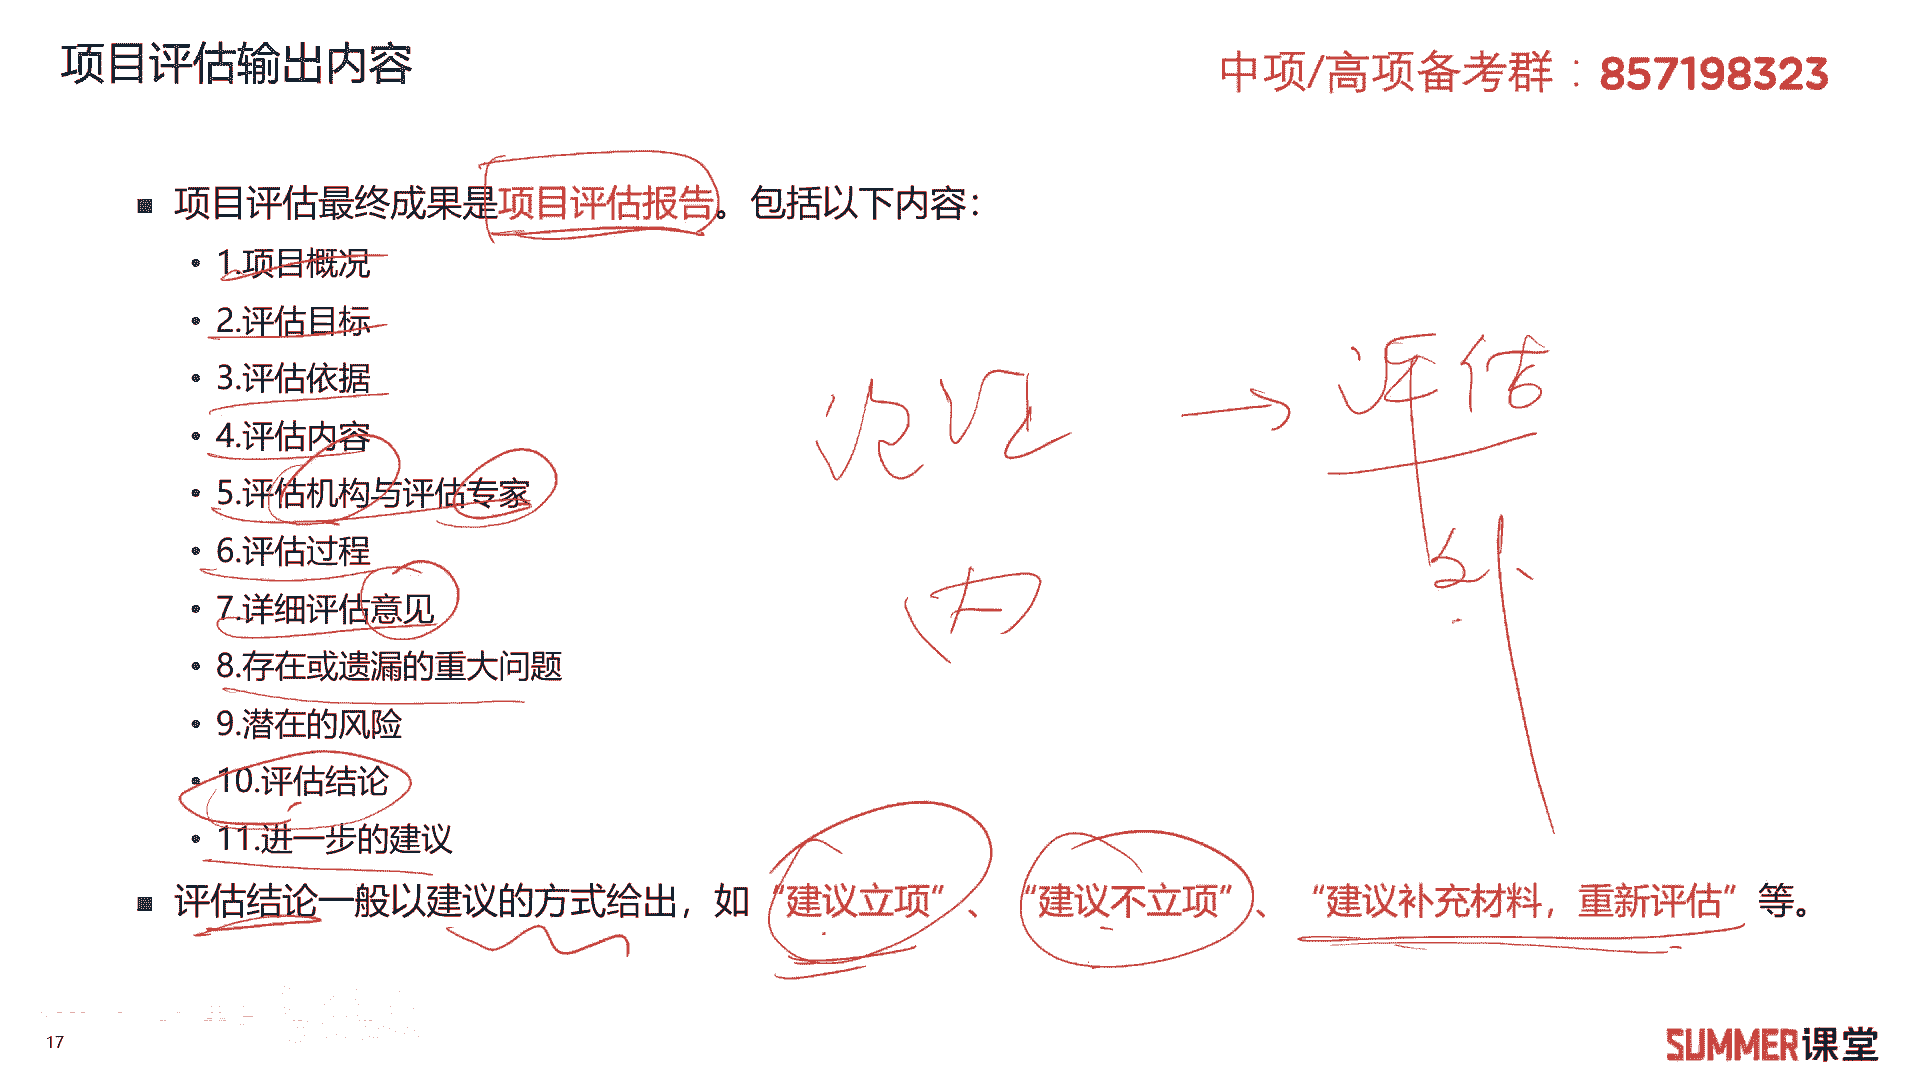 项目评估输出内容
中项/高项备考群：857198323
项目评估最终成果是项目评估报告。包括以下内容：
1.项目概况
2.评估目标
3.评估依据
4.评估内容
5.评估机构与评估专家
6.评估过程
7.详细评估意见
8.存在或遗漏的重大问题
9.潜在的风险
10.评估结论
11.进一步的建议
论证 → 评估
内
外
评估结论一般以建议的方式给出，如“建议立项”、“建议不立项”、“建议补充材料，重新评估”等。
17
SUMMER课堂